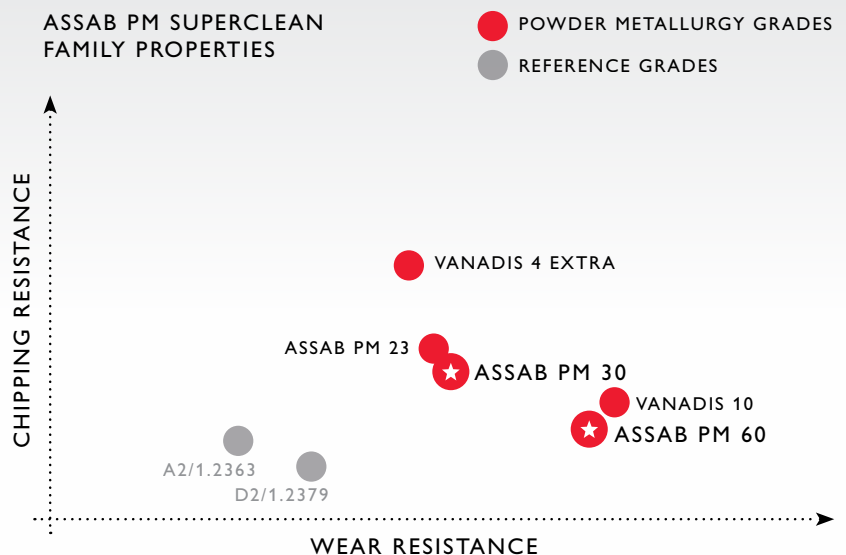 ASSAB PM SUPERCLEAN
FAMILY PROPERTIES
POWDER METALLURGY GRADES
REFERENCE GRADES
CHIPPING RESISTANCE
VANADIS 4 EXTRA
ASSAB PM 23
ASSAB PM 30
VANADIS 10
ASSAB PM 60
A2/1.2363
D2/1.2379
WEAR RESISTANCE